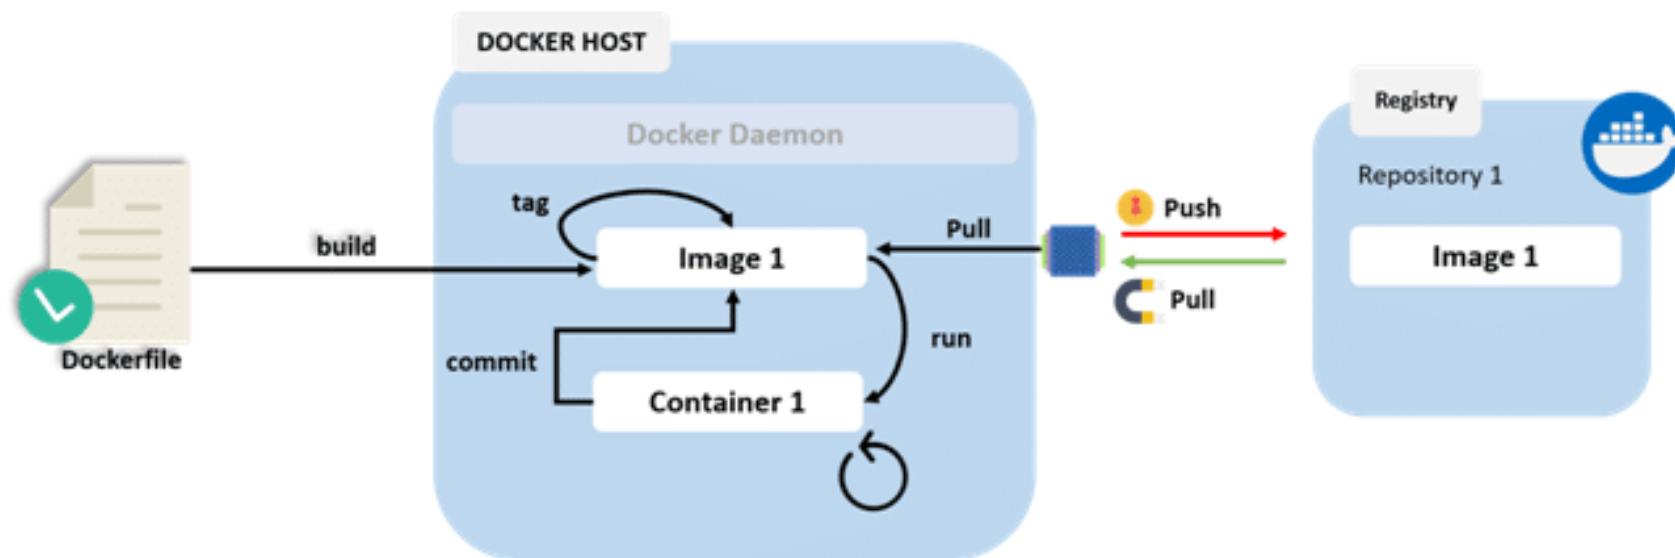 DOCKER HOST
Docker Daemon
Registry
Repository 1
tag
Push
Pull
build
Image 1
Image 1
Pull
run
Dockerfile
commit
Container 1